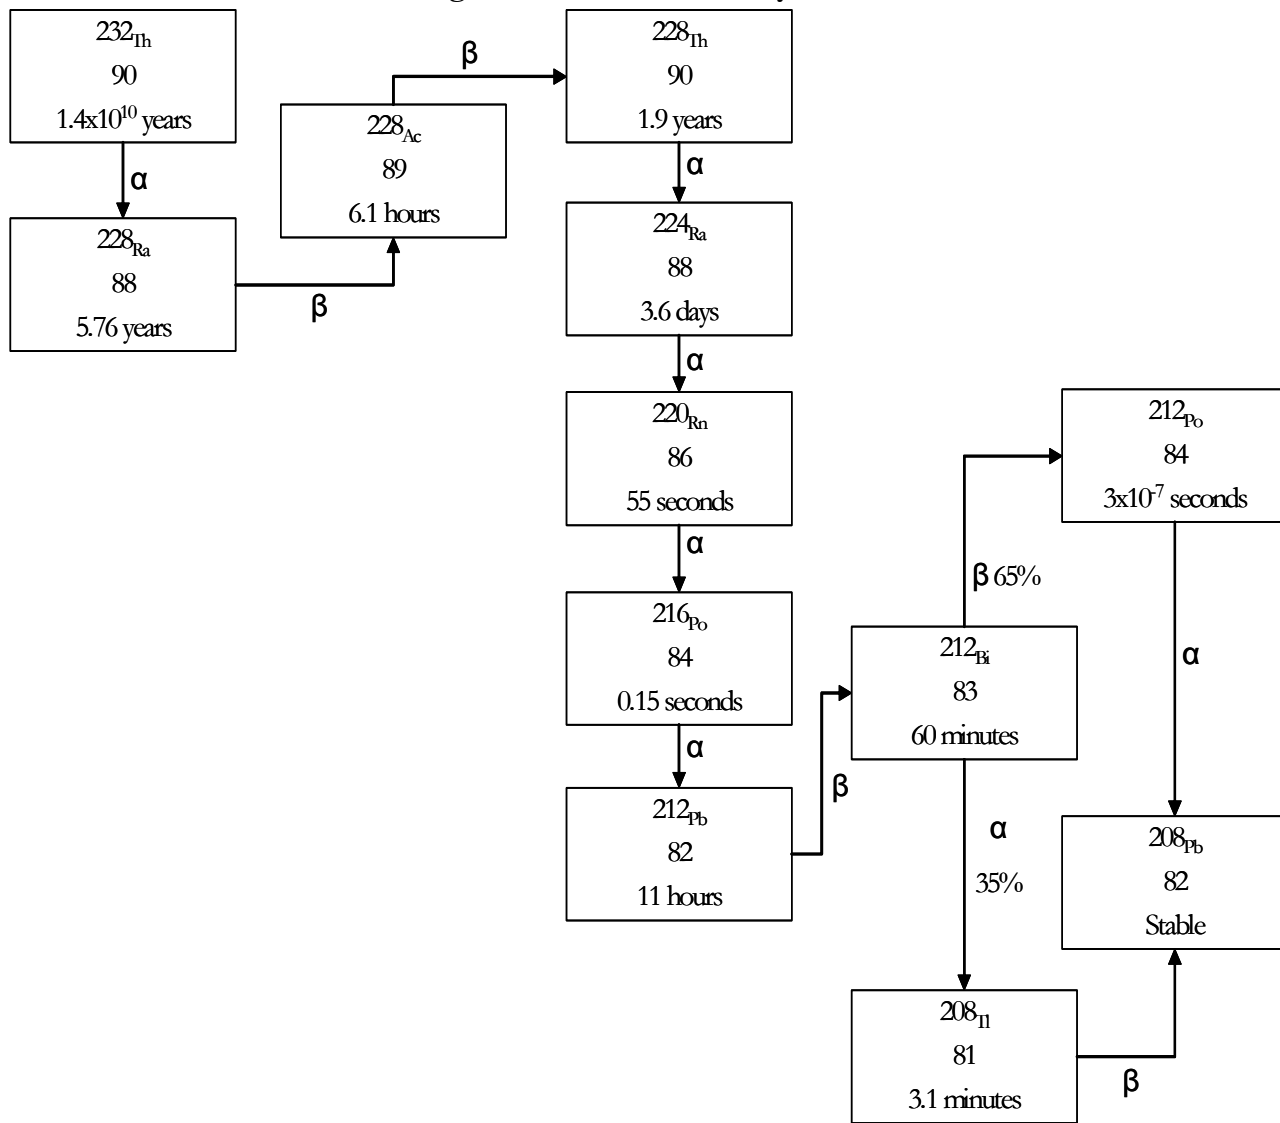 232Th
90
1.4x10¹⁰ years
α
228Ra
88
5.76 years
β
228Ac
89
6.1 hours
β
228Th
90
1.9 years
α
224Ra
88
3.6 days
α
220Rn
86
55 seconds
α
216Po
84
0.15 seconds
α
212Pb
82
11 hours
β
212Bi
83
60 minutes
β 65%
212Po
84
3x10⁻⁷ seconds
α
α
35%
208Tl
81
3.1 minutes
β
208Pb
82
Stable